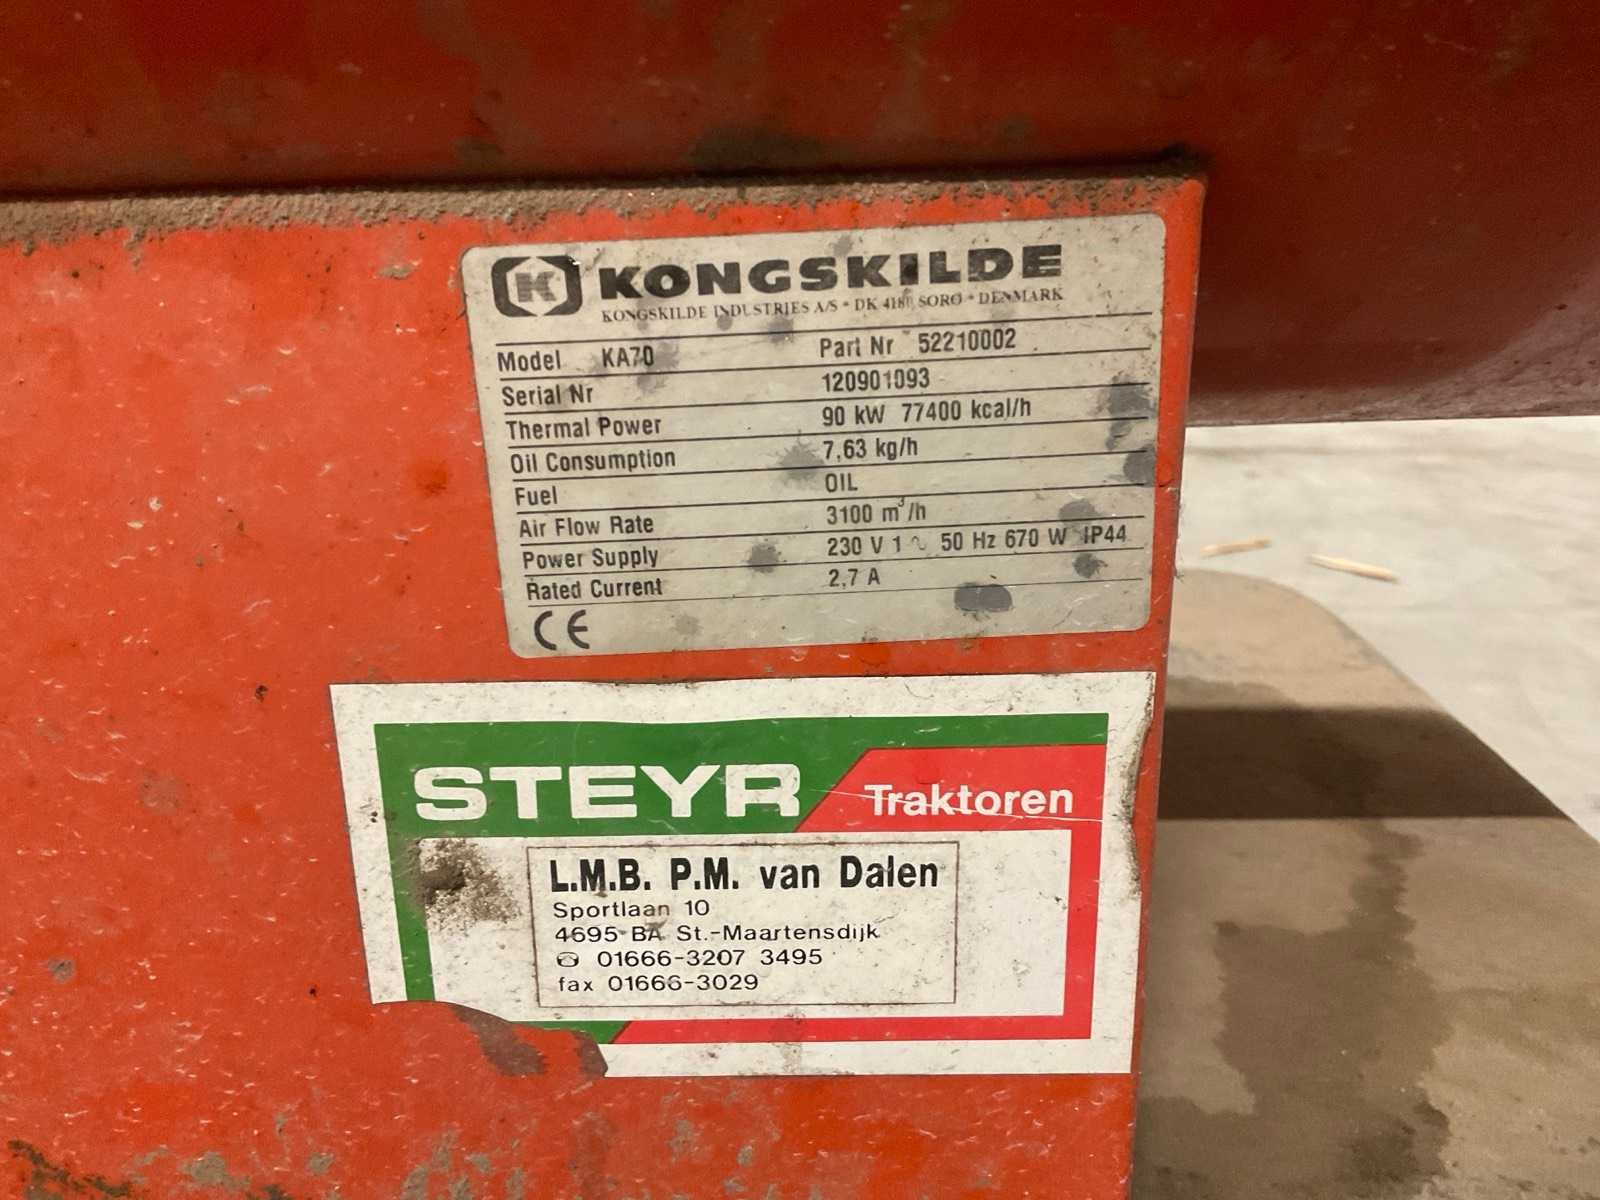 K KONGSKILDE
KONGSKILDE INDUSTRIES A/S * DK 4180 SORØ * DENMARK
Model KA70 Part Nr 52210002
Serial Nr 120901093
Thermal Power 90 kW 77400 kcal/h
Oil Consumption 7,63 kg/h
Fuel OIL
Air Flow Rate 3100 m³/h
Power Supply 230 V 1 ~ 50 Hz 670 W IP44
Rated Current 2,7 A
CE
STEYR Traktoren
L.M.B. P.M. van Dalen
Sportlaan 10
4695 BA St.-Maartensdijk
☎ 01666-3207 3495
fax 01666-3029